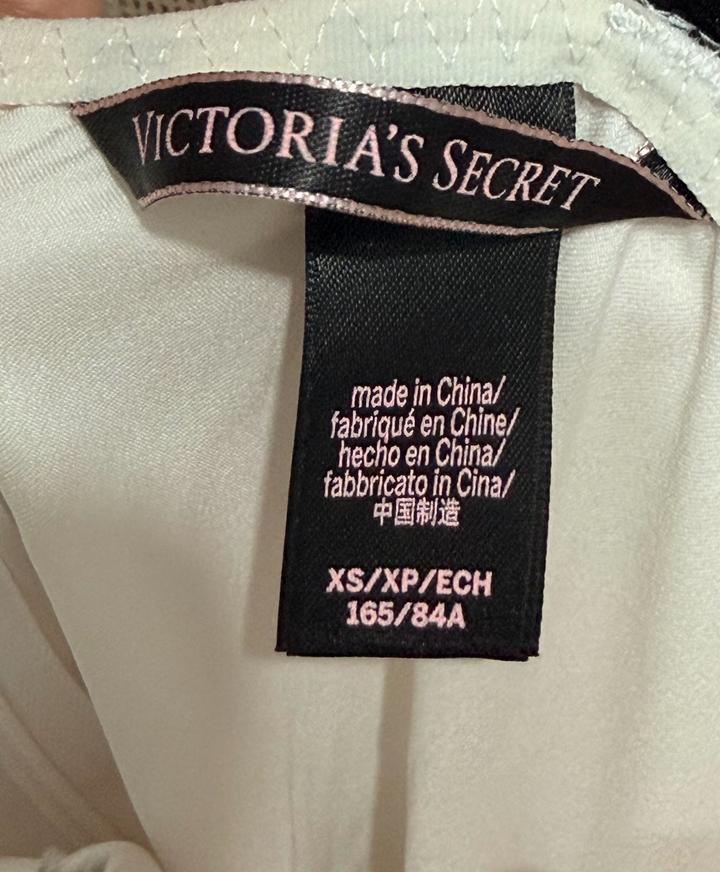 VICTORIA'S SECRET
made in China/
fabriqué en Chine/
hecho en China/
fabbricato in Cina/
中国制造
XS/XP/ECH
165/84A